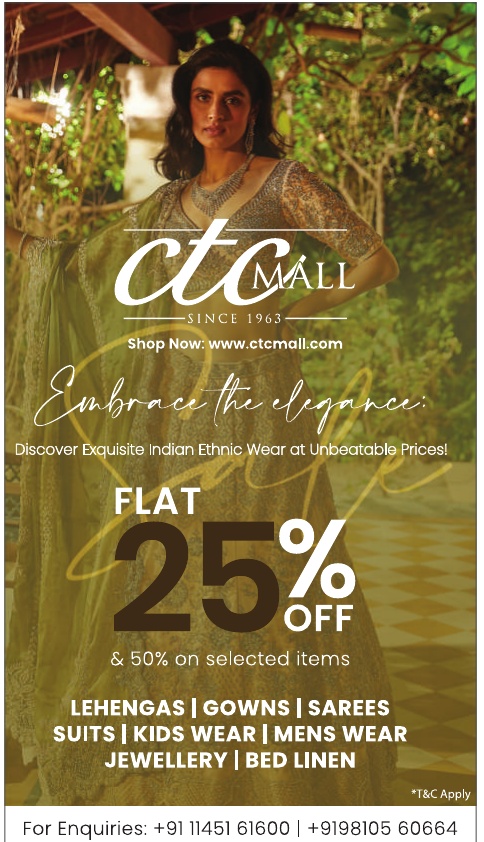 ctc MALL
SINCE 1963
Shop Now: www.ctcmall.com
Embrace the elegance:
Discover Exquisite Indian Ethnic Wear at Unbeatable Prices!
Sale
FLAT
25% OFF
& 50% on selected items
LEHENGAS | GOWNS | SAREES
SUITS | KIDS WEAR | MENS WEAR
JEWELLERY | BED LINEN
*T&C Apply
For Enquiries: +91 11451 61600 | +9198105 60664